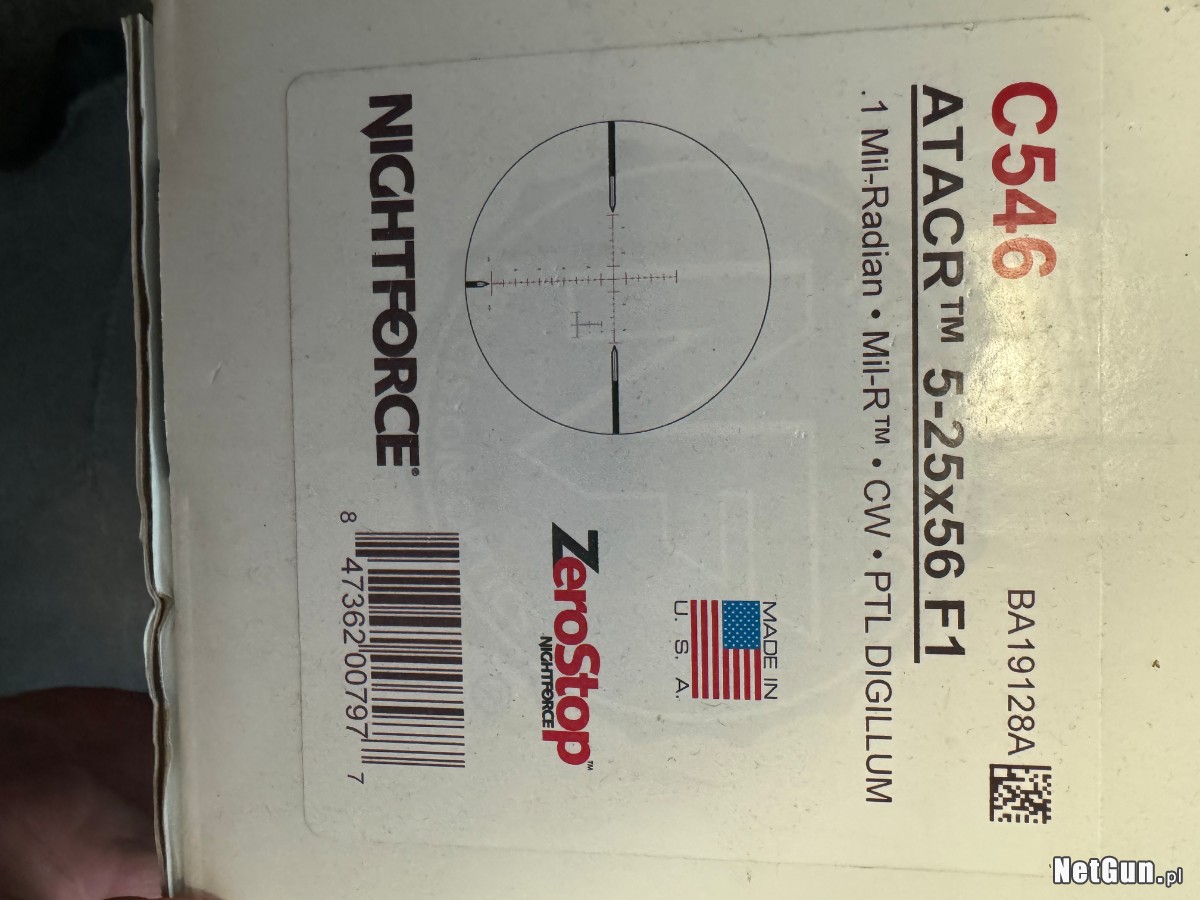 C546
BA19128A
ATACR™ 5-25x56 F1
.1 Mil-Radian • Mil-R™ • CW • PTL DIGILLUM
MADE IN
U. S. A.
ZeroStop™
NIGHTFORCE
NIGHTFORCE®
8 47362 00797 7
NetGun.pl